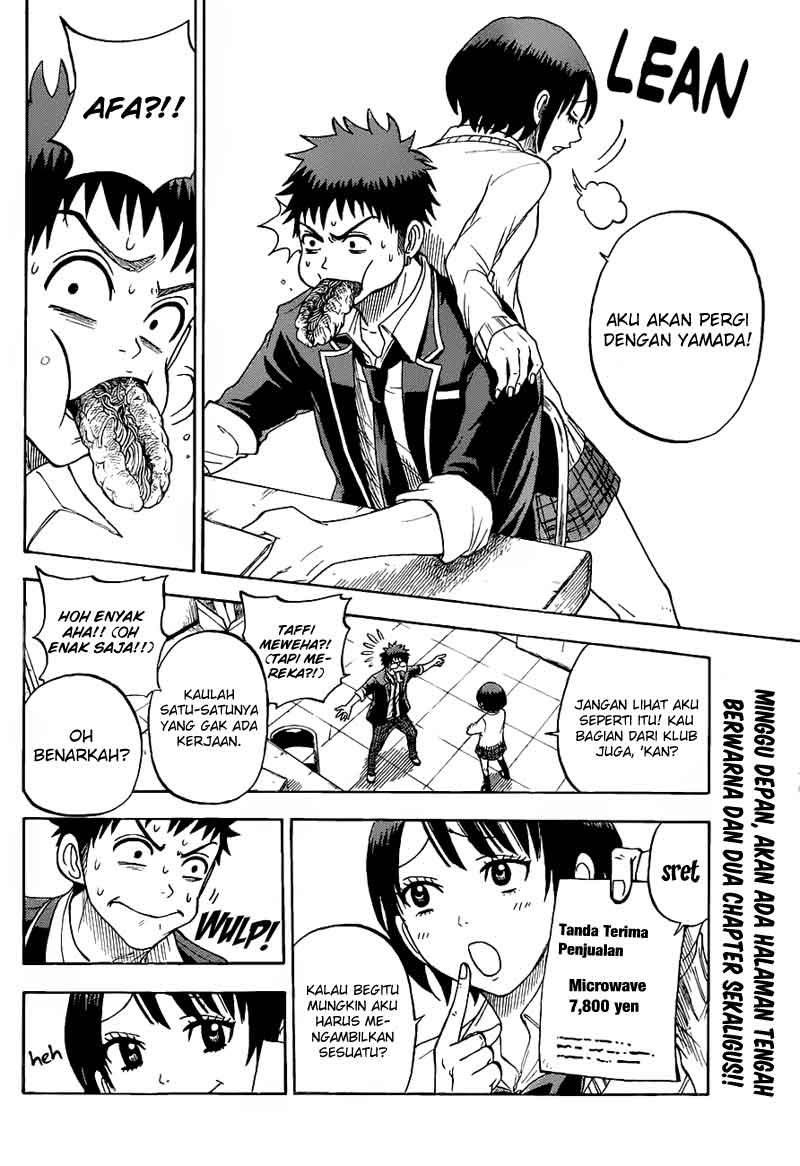 LEAN
AKU AKAN PERGI
DENGAN YAMADA!
AFA?!!
JANGAN LIHAT AKU
SEPERTI ITU! KAU
BAGIAN DARI KLUB
JUGA, 'KAN?
TAFFI
MEWEHA?!
(TAPI ME-
REKA?!)
KAULAH
SATU-SATUNYA
YANG GAK ADA
KERJAAN.
HOH ENYAK
AHA!! (OH
ENAK SAJA!!)
OH
BENARKAH?
sret
Tanda Terima
Penjualan
Microwave
7,800 yen
KALAU BEGITU
MUNGKIN AKU
HARUS ME-
NGAMBILKAN
SESUATU?
WULP!
heh
MINGGU DEPAN, AKAN ADA HALAMAN TENGAH
BERWARNA DAN DUA CHAPTER SEKALIGUS!!